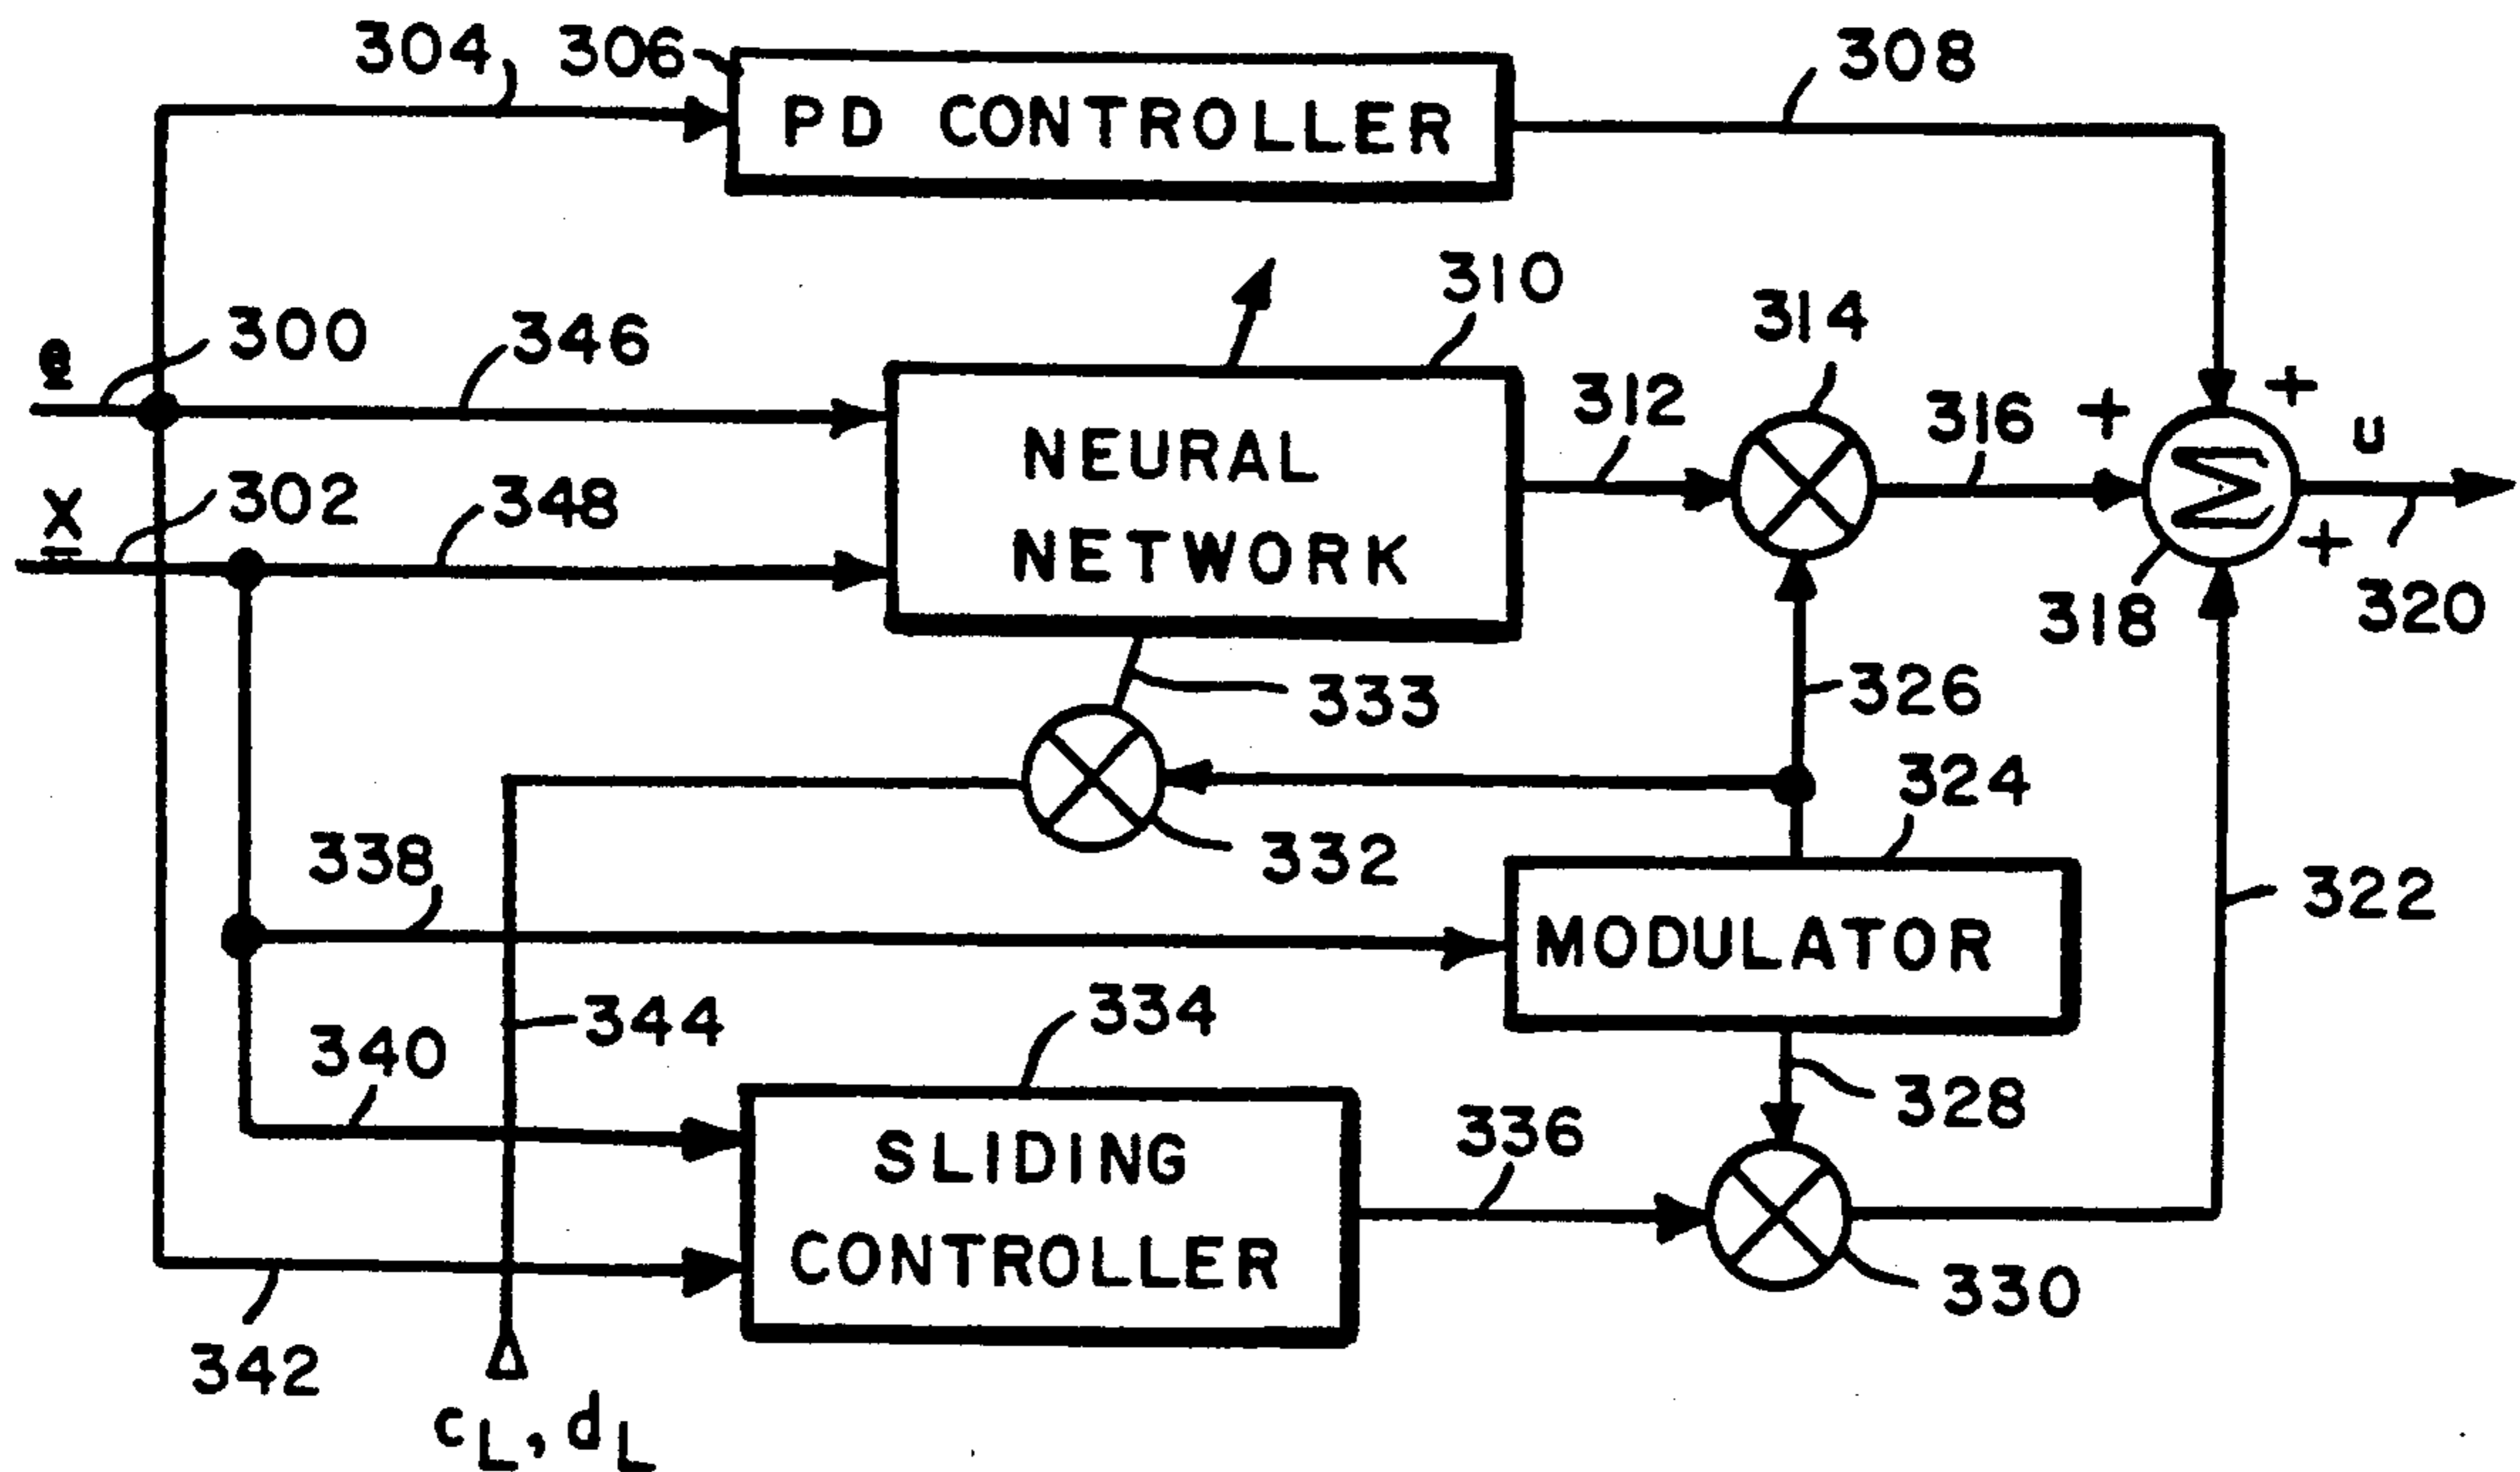 304 306 308
PD CONTROLLER
310
314
e 300 346
312 316 + + u
NEURAL
NETWORK
Σ
X 302 348
+
318 320
333 326
324
332
338 322
MODULATOR
344 334
340
328
336
SLIDING
CONTROLLER
330
342
cL, dL